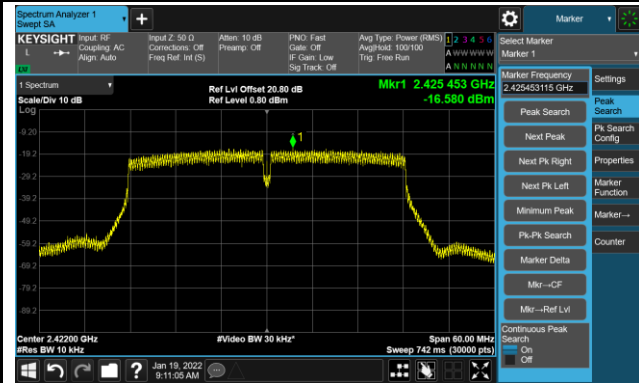 Spectrum Analyzer 1
Swept SA
Marker
KEYSIGHT
L
Input: RF
Coupling: AC
Align: Auto
Input Z: 50 Ω
Corrections: Off
Freq Ref: Int (S)
Atten: 10 dB
Preamp: Off
PNO: Fast
Gate: Off
IF Gain: Low
Sig Track: Off
Avg Type: Power (RMS)
Avg|Hold: 100/100
Trig: Free Run
1 2 3 4 5 6
A W W W W W
A N N N N N
Select Marker
Marker 1
1 Spectrum
Scale/Div 10 dB
Log
Ref Lvl Offset 20.80 dB
Ref Level 0.80 dBm
Mkr1 2.425 453 GHz
-16.580 dBm
1
-9.20
-19.2
-29.2
-39.2
-49.2
-59.2
-69.2
-79.2
-89.2
Center 2.42200 GHz
#Res BW 10 kHz
#Video BW 30 kHz*
Span 60.00 MHz
Sweep 742 ms (30000 pts)
Marker Frequency
2.425453115 GHz
Peak Search
Next Peak
Next Pk Right
Next Pk Left
Minimum Peak
Pk-Pk Search
Marker Delta
Mkr→CF
Mkr→Ref Lvl
Continuous Peak
Search
On
Off
Settings
Peak
Search
Pk Search
Config
Properties
Marker
Function
Marker→
Counter
?
Jan 19, 2022
9:11:05 AM